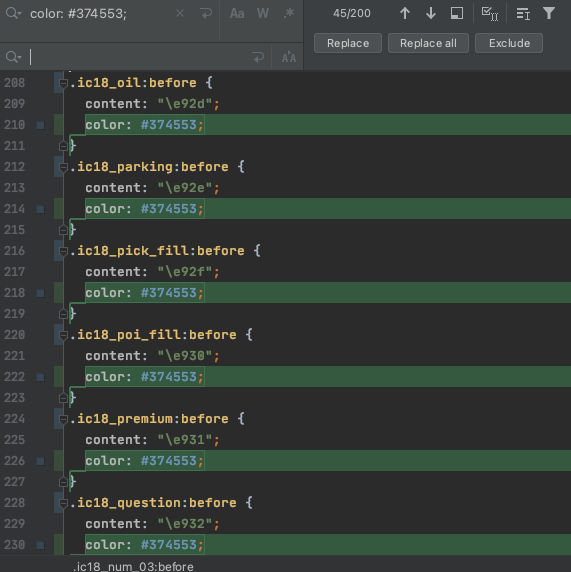 color: #374553;
Aa W .*
45/200
Replace
Replace all
Exclude
208 .ic18_oil:before {
209 content: "\e92d";
210 color: #374553;
211 }
212 .ic18_parking:before {
213 content: "\e92e";
214 color: #374553;
215 }
216 .ic18_pick_fill:before {
217 content: "\e92f";
218 color: #374553;
219 }
220 .ic18_poi_fill:before {
221 content: "\e930";
222 color: #374553;
223 }
224 .ic18_premium:before {
225 content: "\e931";
226 color: #374553;
227 }
228 .ic18_question:before {
229 content: "\e932";
230 color: #374553;
.ic18_num_03:before